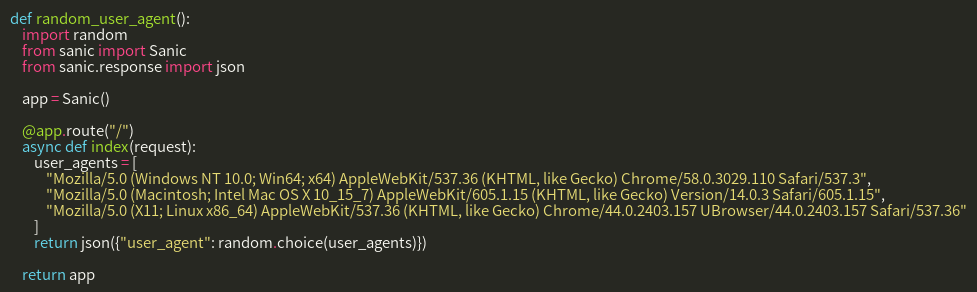 def random_user_agent():
    import random
    from sanic import Sanic
    from sanic.response import json

    app = Sanic()

    @app.route("/")
    async def index(request):
        user_agents = [
            "Mozilla/5.0 (Windows NT 10.0; Win64; x64) AppleWebKit/537.36 (KHTML, like Gecko) Chrome/58.0.3029.110 Safari/537.3",
            "Mozilla/5.0 (Macintosh; Intel Mac OS X 10_15_7) AppleWebKit/605.1.15 (KHTML, like Gecko) Version/14.0.3 Safari/605.1.15",
            "Mozilla/5.0 (X11; Linux x86_64) AppleWebKit/537.36 (KHTML, like Gecko) Chrome/44.0.2403.157 UBrowser/44.0.2403.157 Safari/537.36"
        ]
        return json({"user_agent": random.choice(user_agents)})

    return app